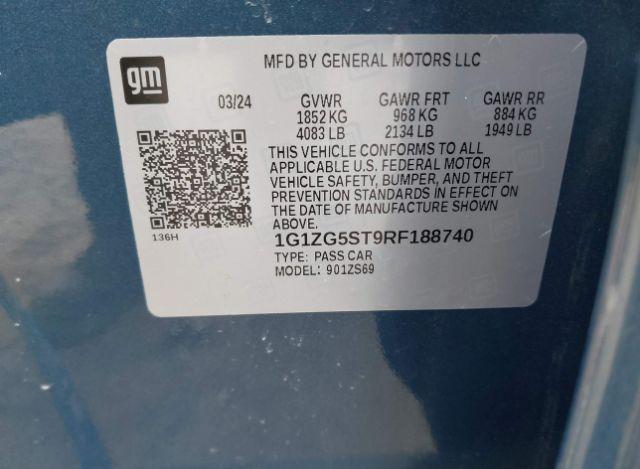 gm
MFD BY GENERAL MOTORS LLC
03/24 GVWR GAWR FRT GAWR RR
1852 KG 968 KG 884 KG
4083 LB 2134 LB 1949 LB
THIS VEHICLE CONFORMS TO ALL
APPLICABLE U.S. FEDERAL MOTOR
VEHICLE SAFETY, BUMPER, AND THEFT
PREVENTION STANDARDS IN EFFECT ON
THE DATE OF MANUFACTURE SHOWN
ABOVE.
136H
1G1ZG5ST9RF188740
TYPE: PASS CAR
MODEL: 901ZS69